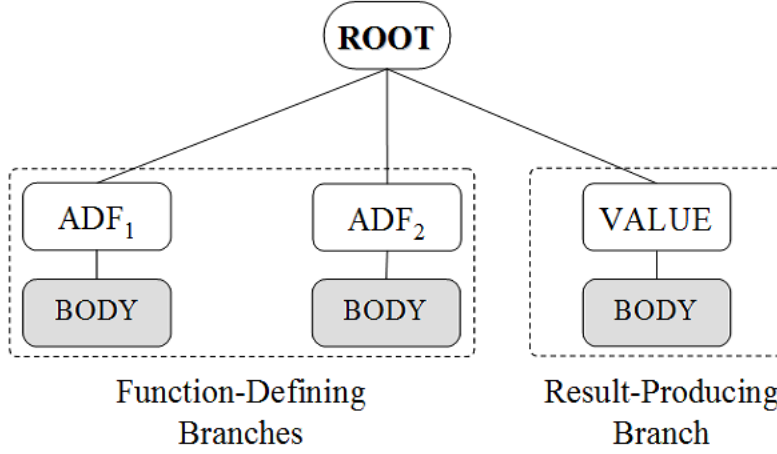 ROOT
ADF₁
ADF₂
VALUE
BODY
BODY
BODY
Function-Defining
Branches
Result-Producing
Branch